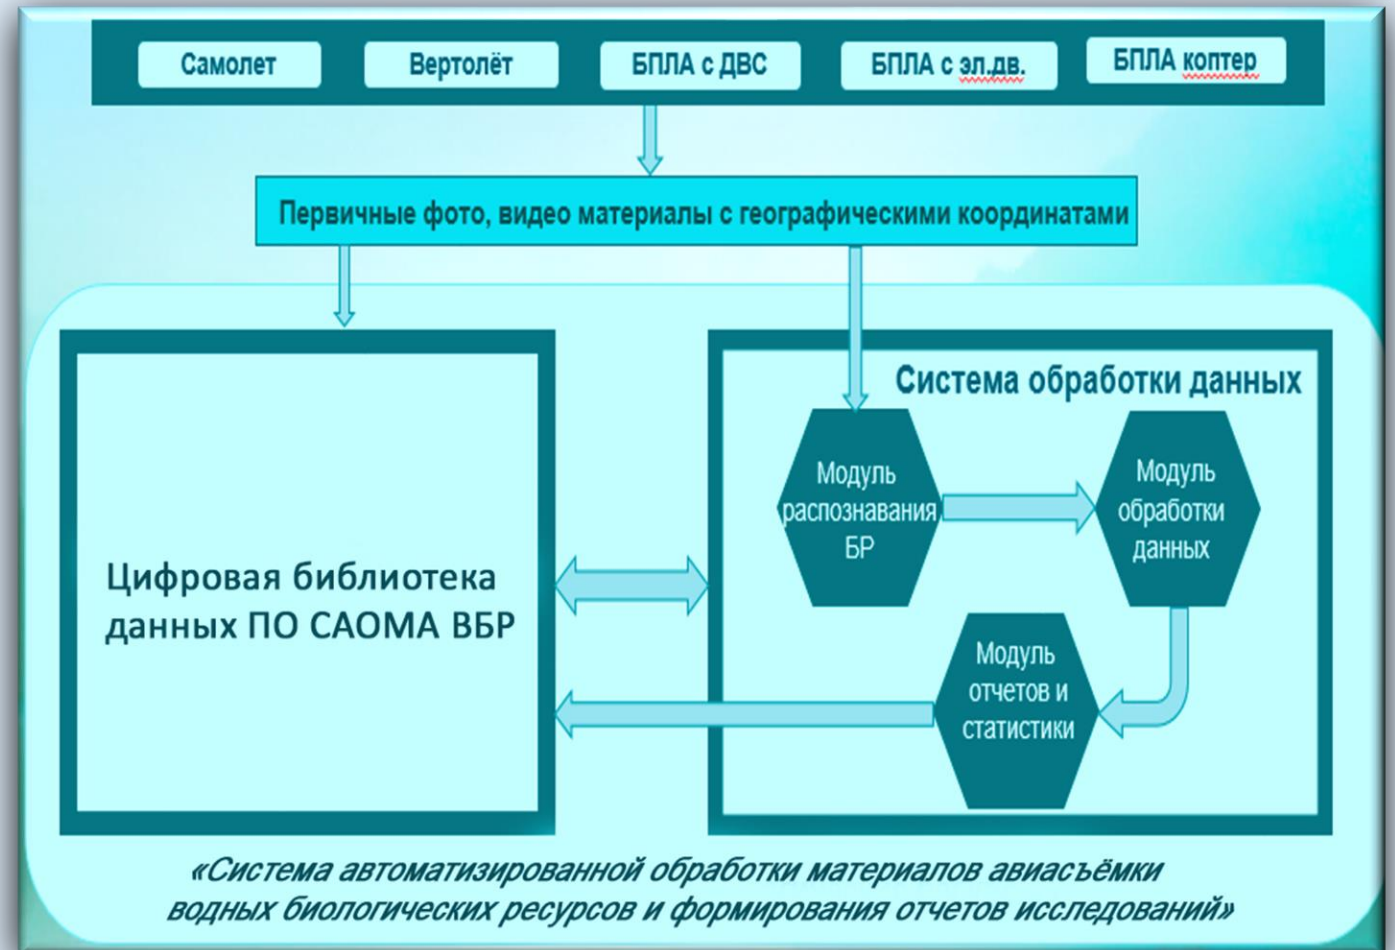 Самолет
Вертолёт
БПЛА с ДВС
БПЛА с эл.дв.
БПЛА коптер
Первичные фото, видео материалы с географическими координатами
Система обработки данных
Модуль
распознавания
БР
Модуль
обработки
данных
Цифровая библиотека
данных ПО САОМА ВБР
Модуль
отчетов и
статистики
«Система автоматизированной обработки материалов авиасъёмки
водных биологических ресурсов и формирования отчетов исследований»